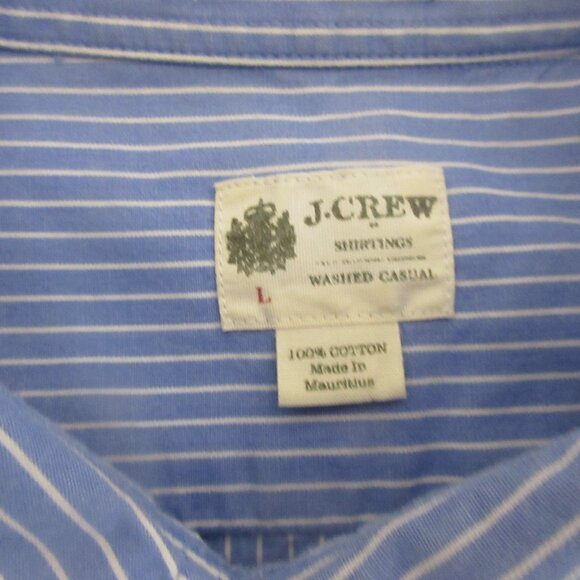 J.CREW
SHIRTINGS
WASHED CASUAL
L
100% COTTON
Made In
Mauritius